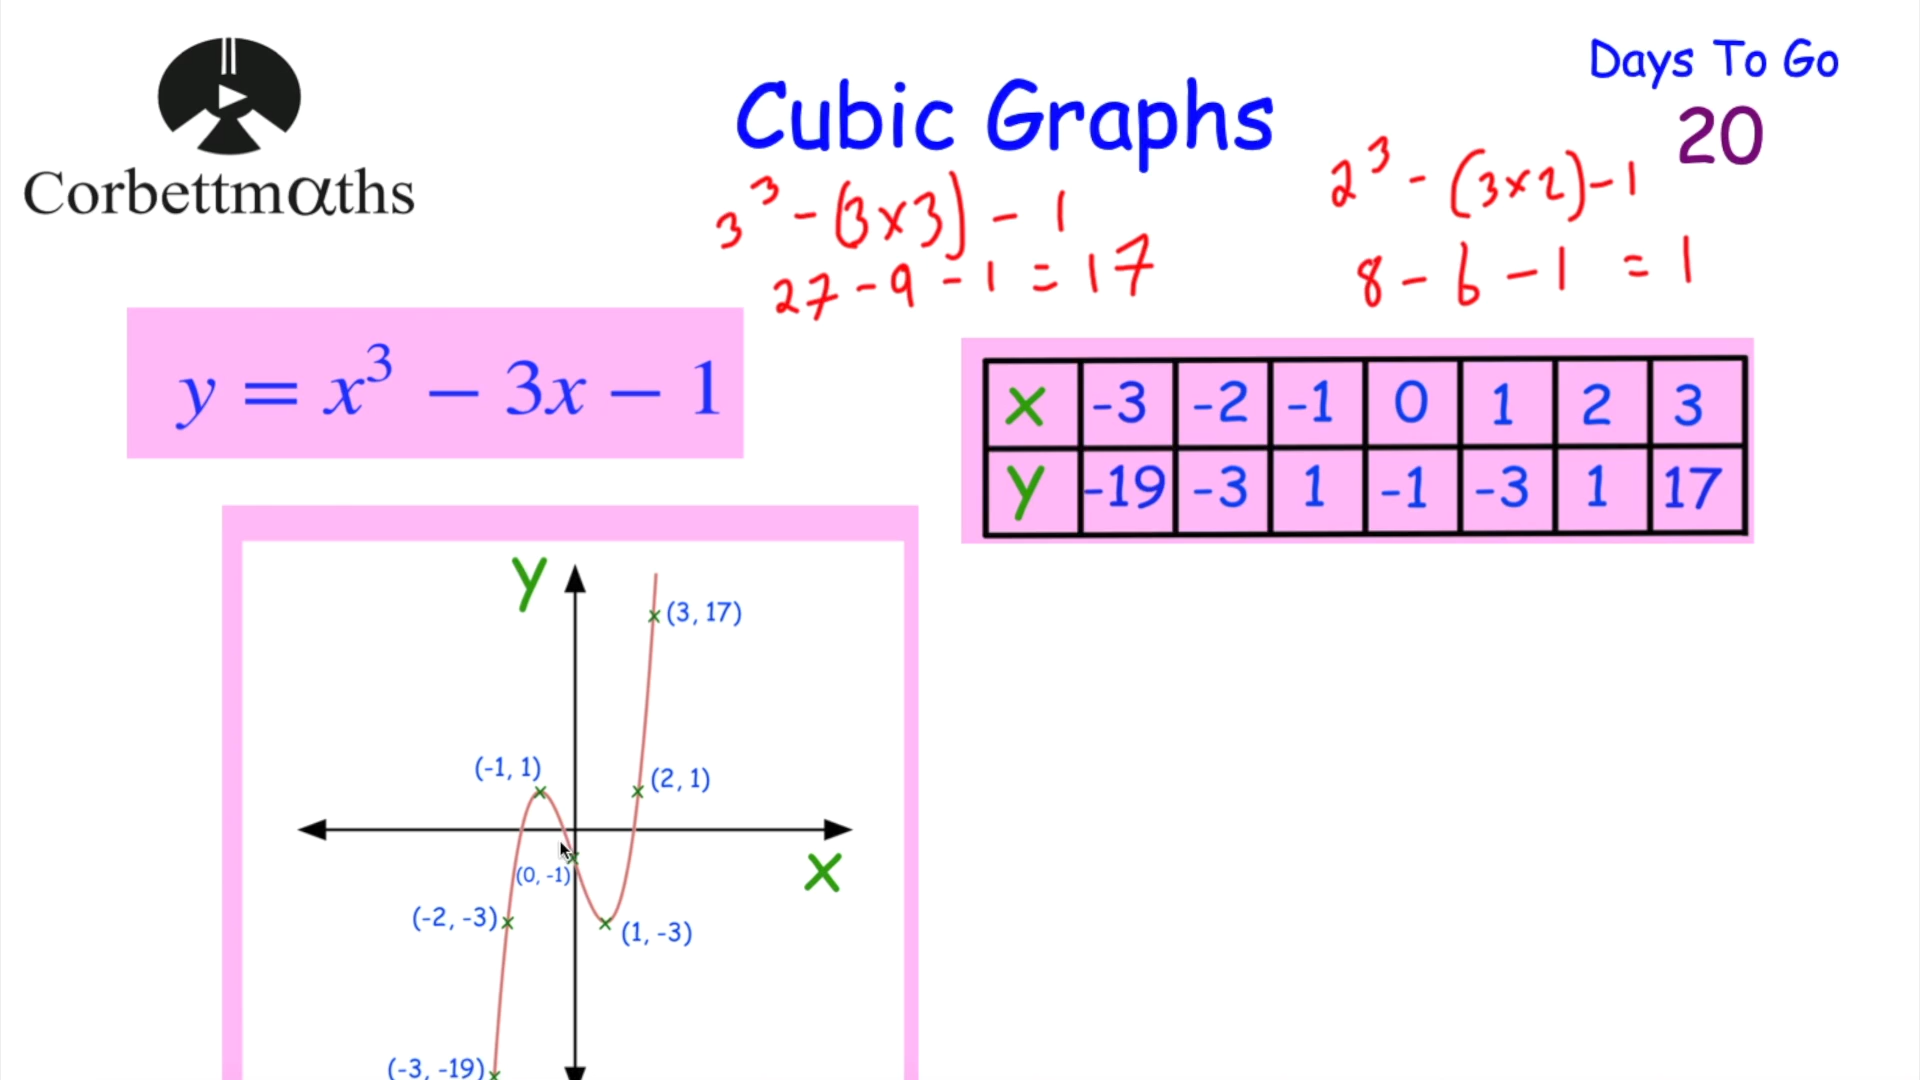 Corbettmαths
Cubic Graphs
Days To Go
20
3³ - (3×3) - 1
27 - 9 - 1 = 17
2³ - (3×2) - 1
8 - 6 - 1 = 1
y = x³ − 3x − 1
x -3 -2 -1 0 1 2 3
y -19 -3 1 -1 -3 1 17
y
(3, 17)
(-1, 1)
(2, 1)
x
(0, -1)
(-2, -3)
(1, -3)
(-3, -19)